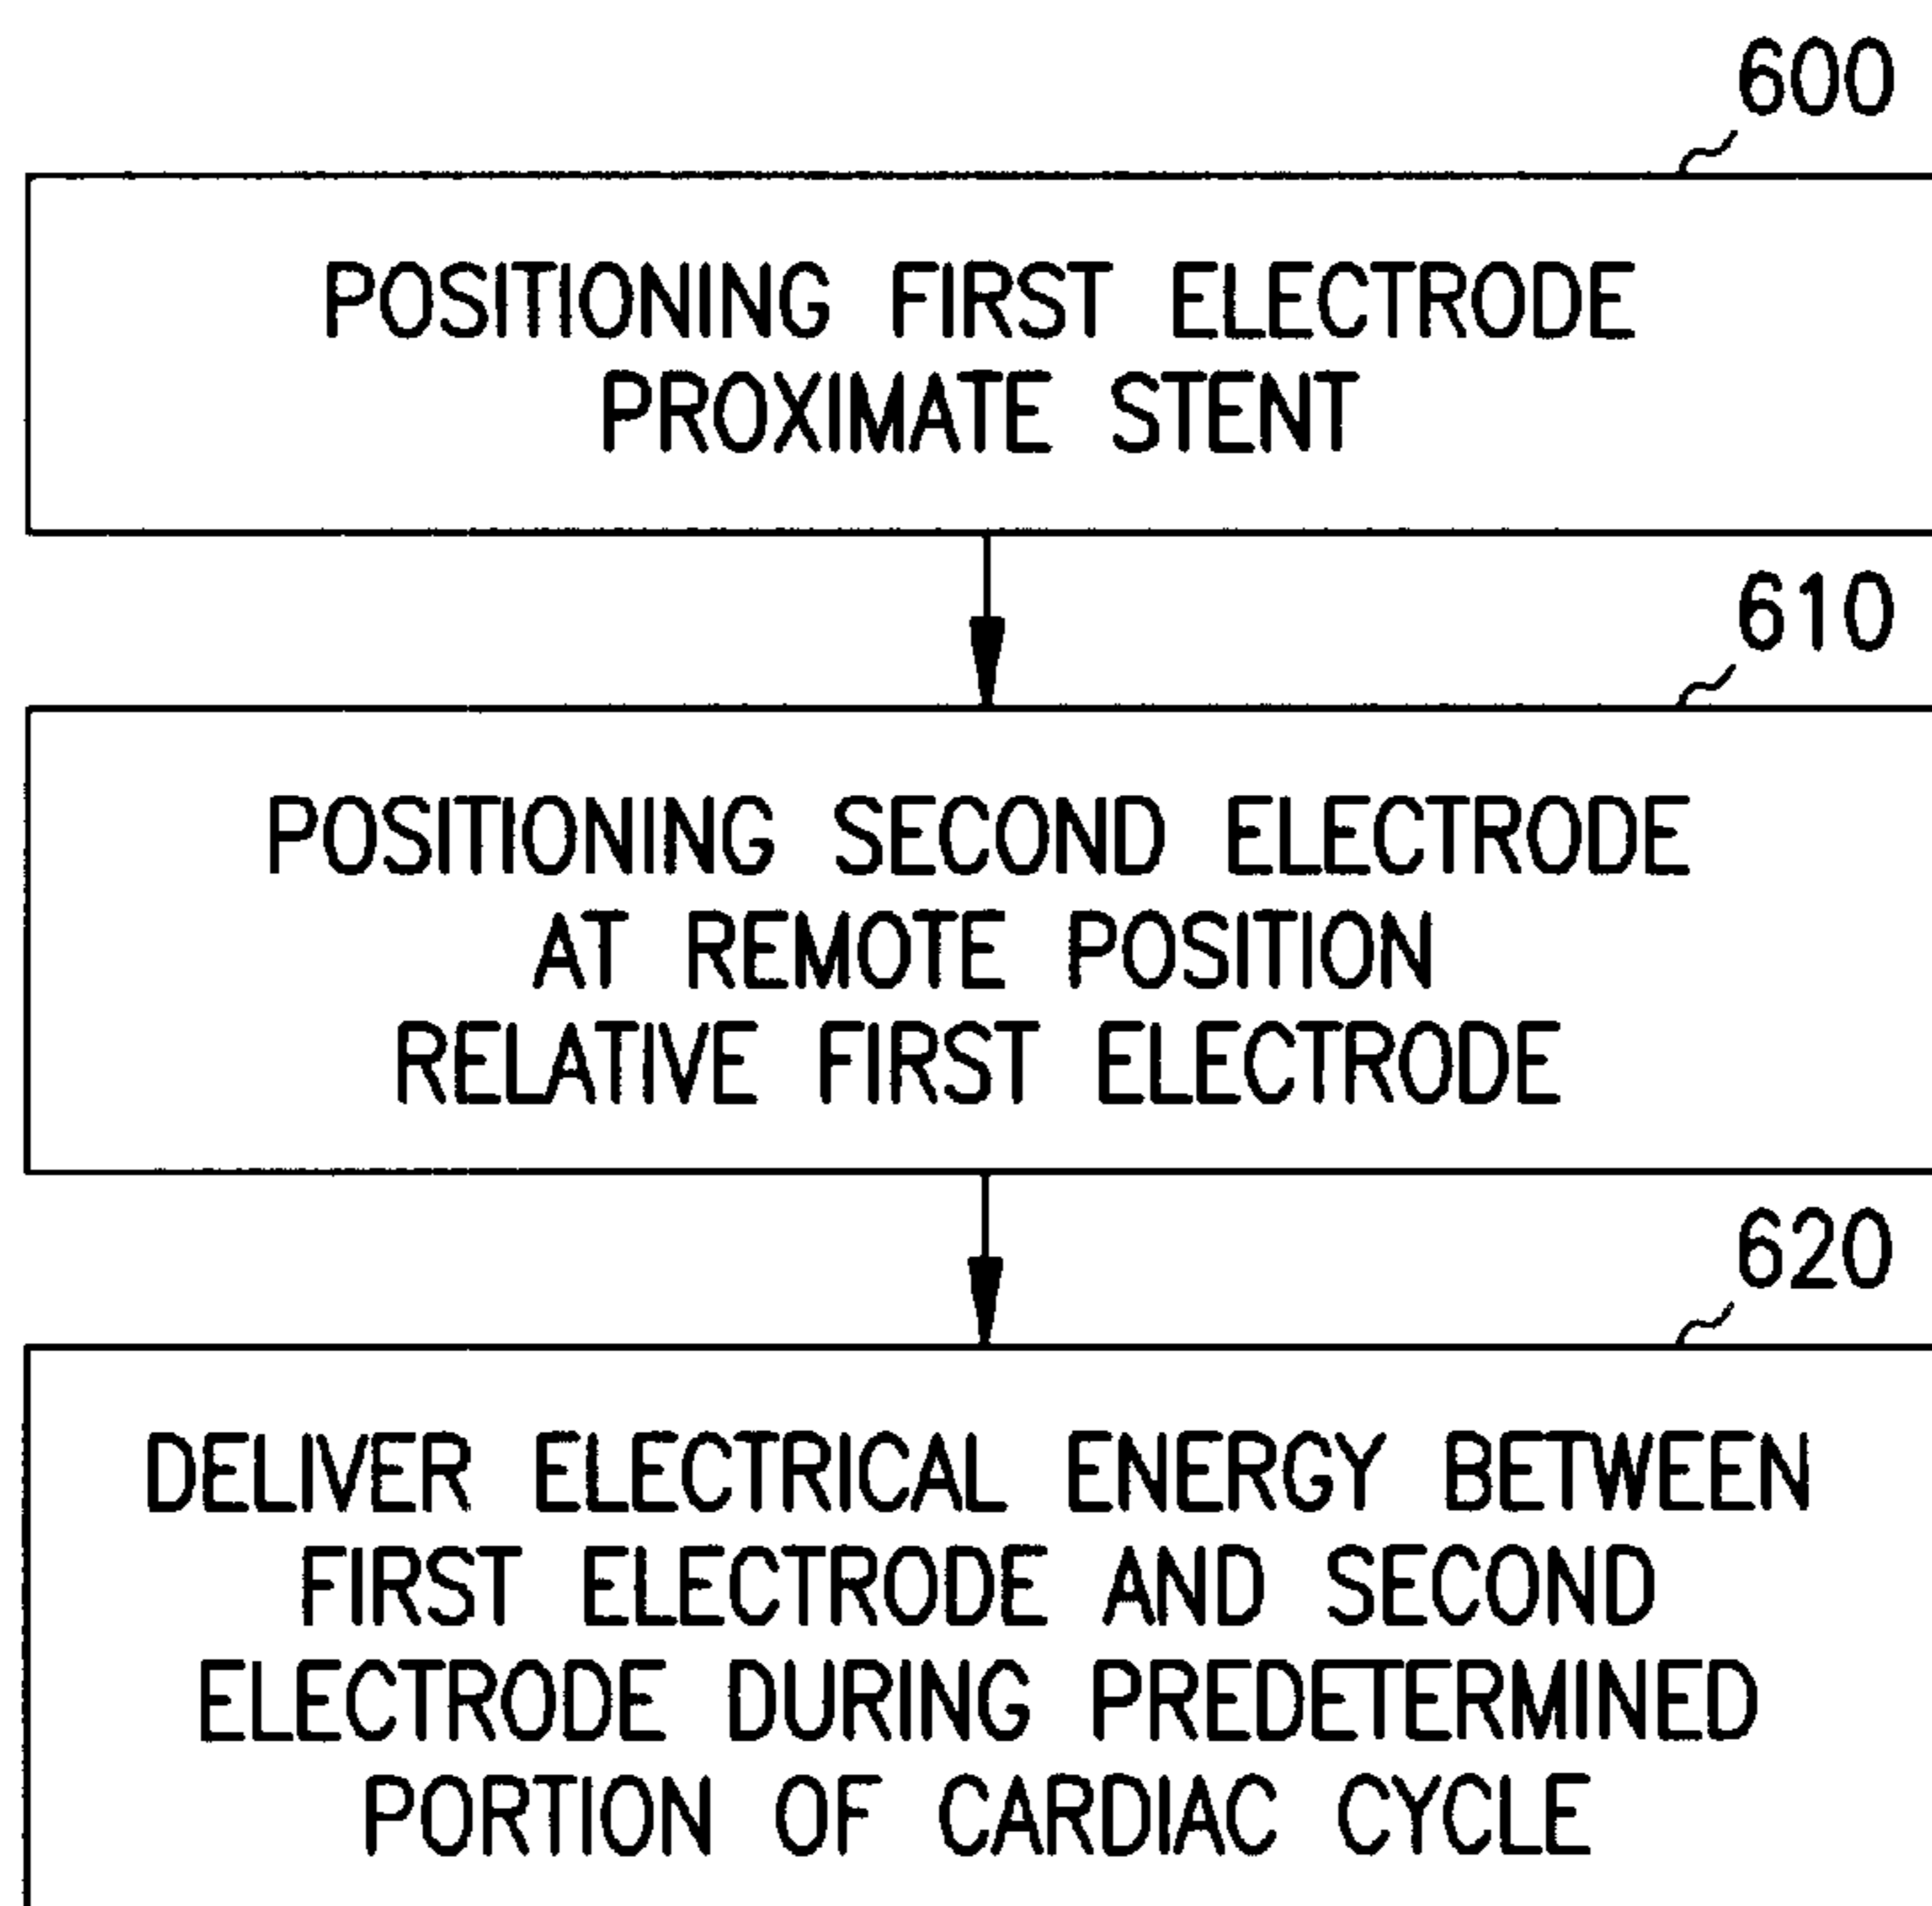 600
POSITIONING FIRST ELECTRODE
PROXIMATE STENT
610
POSITIONING SECOND ELECTRODE
AT REMOTE POSITION
RELATIVE FIRST ELECTRODE
620
DELIVER ELECTRICAL ENERGY BETWEEN
FIRST ELECTRODE AND SECOND
ELECTRODE DURING PREDETERMINED
PORTION OF CARDIAC CYCLE